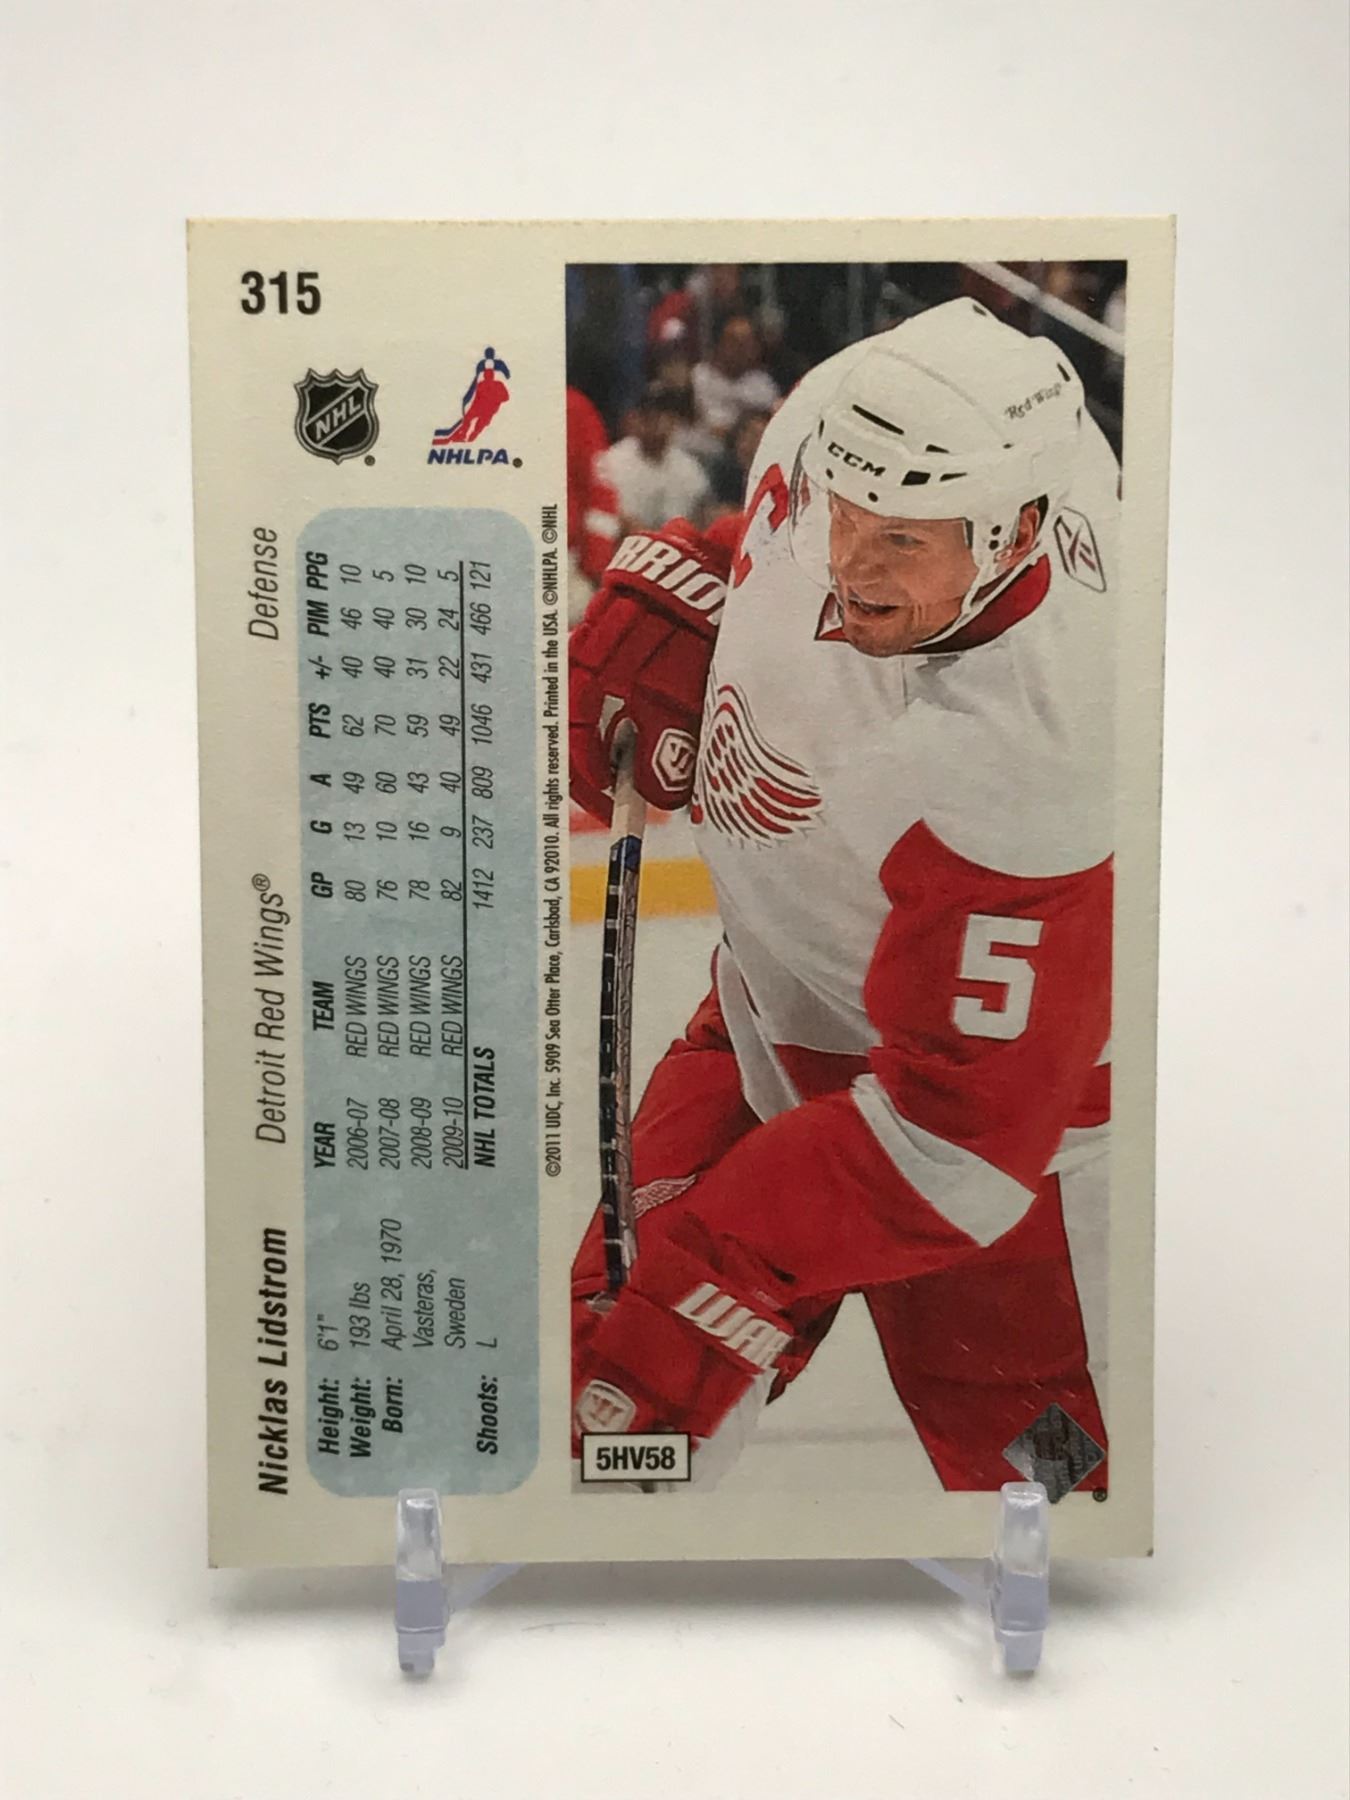 315
NHL
NHLPA
Nicklas Lidstrom Detroit Red Wings® Defense
Height: 6'1"
Weight: 193 lbs
Born: April 28, 1970
Vasteras,
Sweden
Shoots: L
YEAR TEAM GP G A PTS +/- PIM PPG
2006-07 RED WINGS 80 13 49 62 40 46 10
2007-08 RED WINGS 76 10 60 70 40 40 5
2008-09 RED WINGS 78 16 43 59 31 30 10
2009-10 RED WINGS 82 9 40 49 22 24 5
NHL TOTALS 1412 237 809 1046 431 466 121
©2011 UDC, Inc. 5909 Sea Otter Place, Carlsbad, CA 92010. All rights reserved. Printed in the USA. ©NHLPA. ©NHL
Red Wings
CCM
RRIO
5
WAR
5HV58